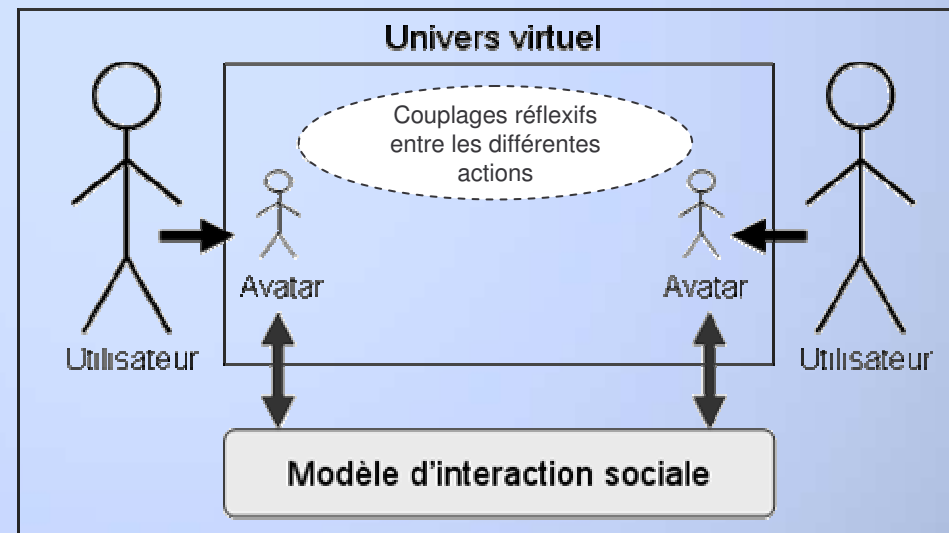 Univers virtuel
Couplages réflexifs
entre les différentes
actions
Avatar
Avatar
Utilisateur
Utilisateur
Modèle d'interaction sociale